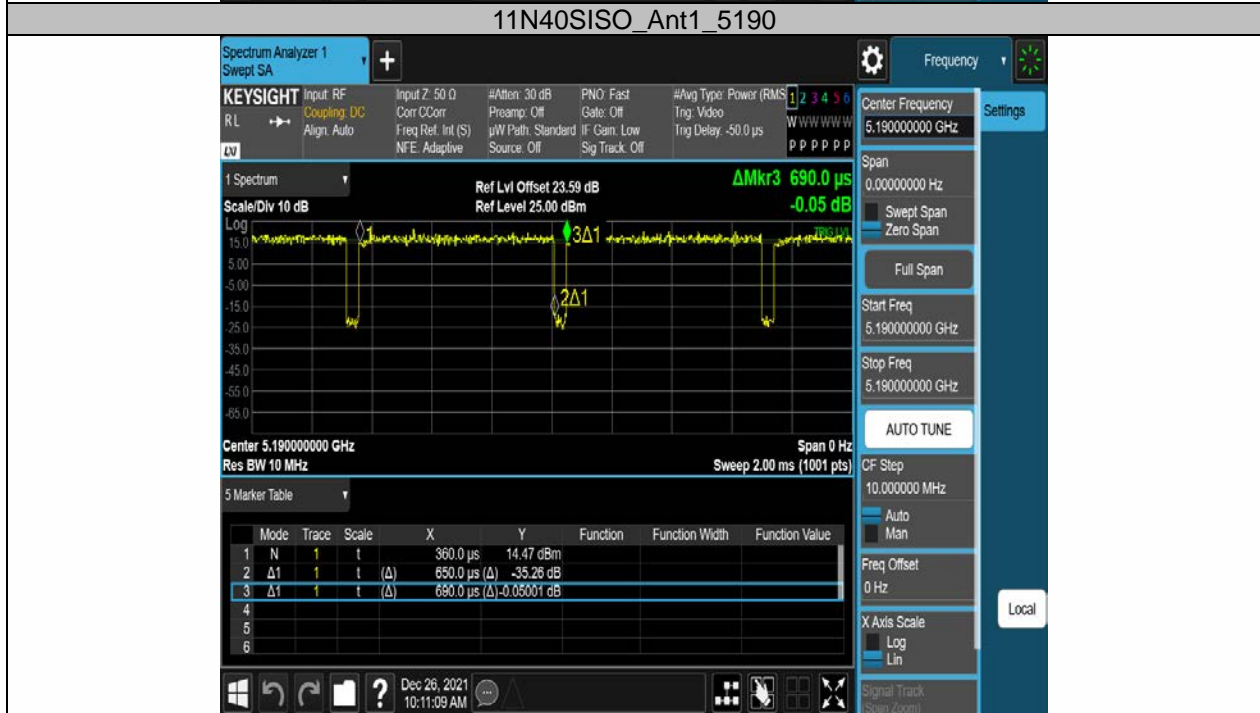 11N40SISO_Ant1_5190
Spectrum Analyzer 1
Swept SA
+
Frequency
KEYSIGHT
RL
LXI
Input: RF
Coupling: DC
Align: Auto
Input Z: 50 Ω
Corr CCorr
Freq Ref: Int (S)
NFE: Adaptive
#Atten: 30 dB
Preamp: Off
µW Path: Standard
Source: Off
PNO: Fast
Gate: Off
IF Gain: Low
Sig Track: Off
#Avg Type: Power (RMS
Trig: Video
Trig Delay: -50.0 µs
1 2 3 4 5 6
W W W W W W
P P P P P P
1 Spectrum
Scale/Div 10 dB
Ref Lvl Offset 23.59 dB
Ref Level 25.00 dBm
ΔMkr3 690.0 µs
-0.05 dB
Log
15.0
5.00
-5.00
-15.0
-25.0
-35.0
-45.0
-55.0
-65.0
1
3Δ1
2Δ1
TRIG LVL
Center 5.190000000 GHz
Res BW 10 MHz
Span 0 Hz
Sweep 2.00 ms (1001 pts)
5 Marker Table
Mode Trace Scale X Y Function Function Width Function Value
1 N 1 t 360.0 µs 14.47 dBm
2 Δ1 1 t (Δ) 650.0 µs (Δ) -35.26 dB
3 Δ1 1 t (Δ) 690.0 µs (Δ) -0.05001 dB
4
5
6
Dec 26, 2021
10:11:09 AM
?
Center Frequency
5.190000000 GHz
Settings
Span
0.00000000 Hz
Swept Span
Zero Span
Full Span
Start Freq
5.190000000 GHz
Stop Freq
5.190000000 GHz
AUTO TUNE
CF Step
10.000000 MHz
Auto
Man
Freq Offset
0 Hz
X Axis Scale
Log
Lin
Local
Signal Track
(Span Zoom)